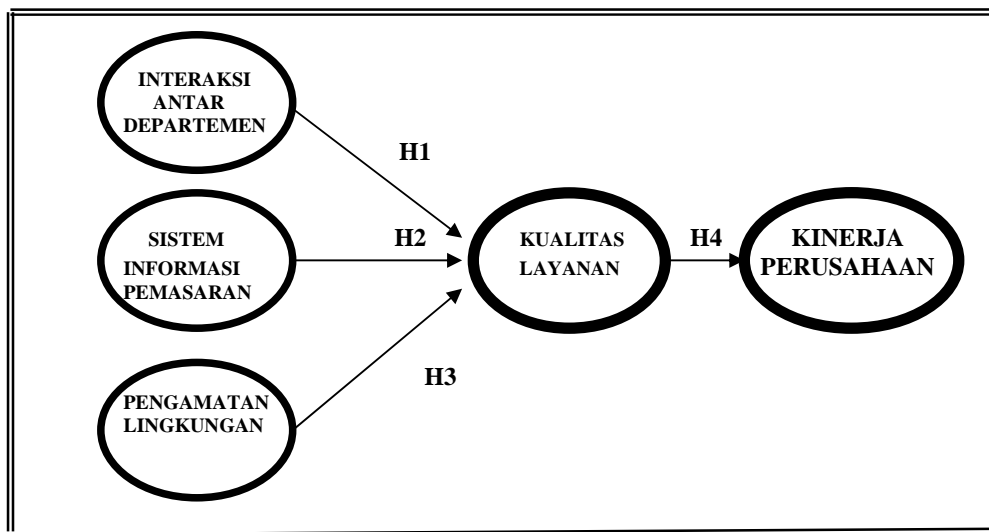 INTERAKSI
ANTAR
DEPARTEMEN
H1
SISTEM
INFORMASI
PEMASARAN
H2
KUALITAS
LAYANAN
H4
KINERJA
PERUSAHAAN
H3
PENGAMATAN
LINGKUNGAN